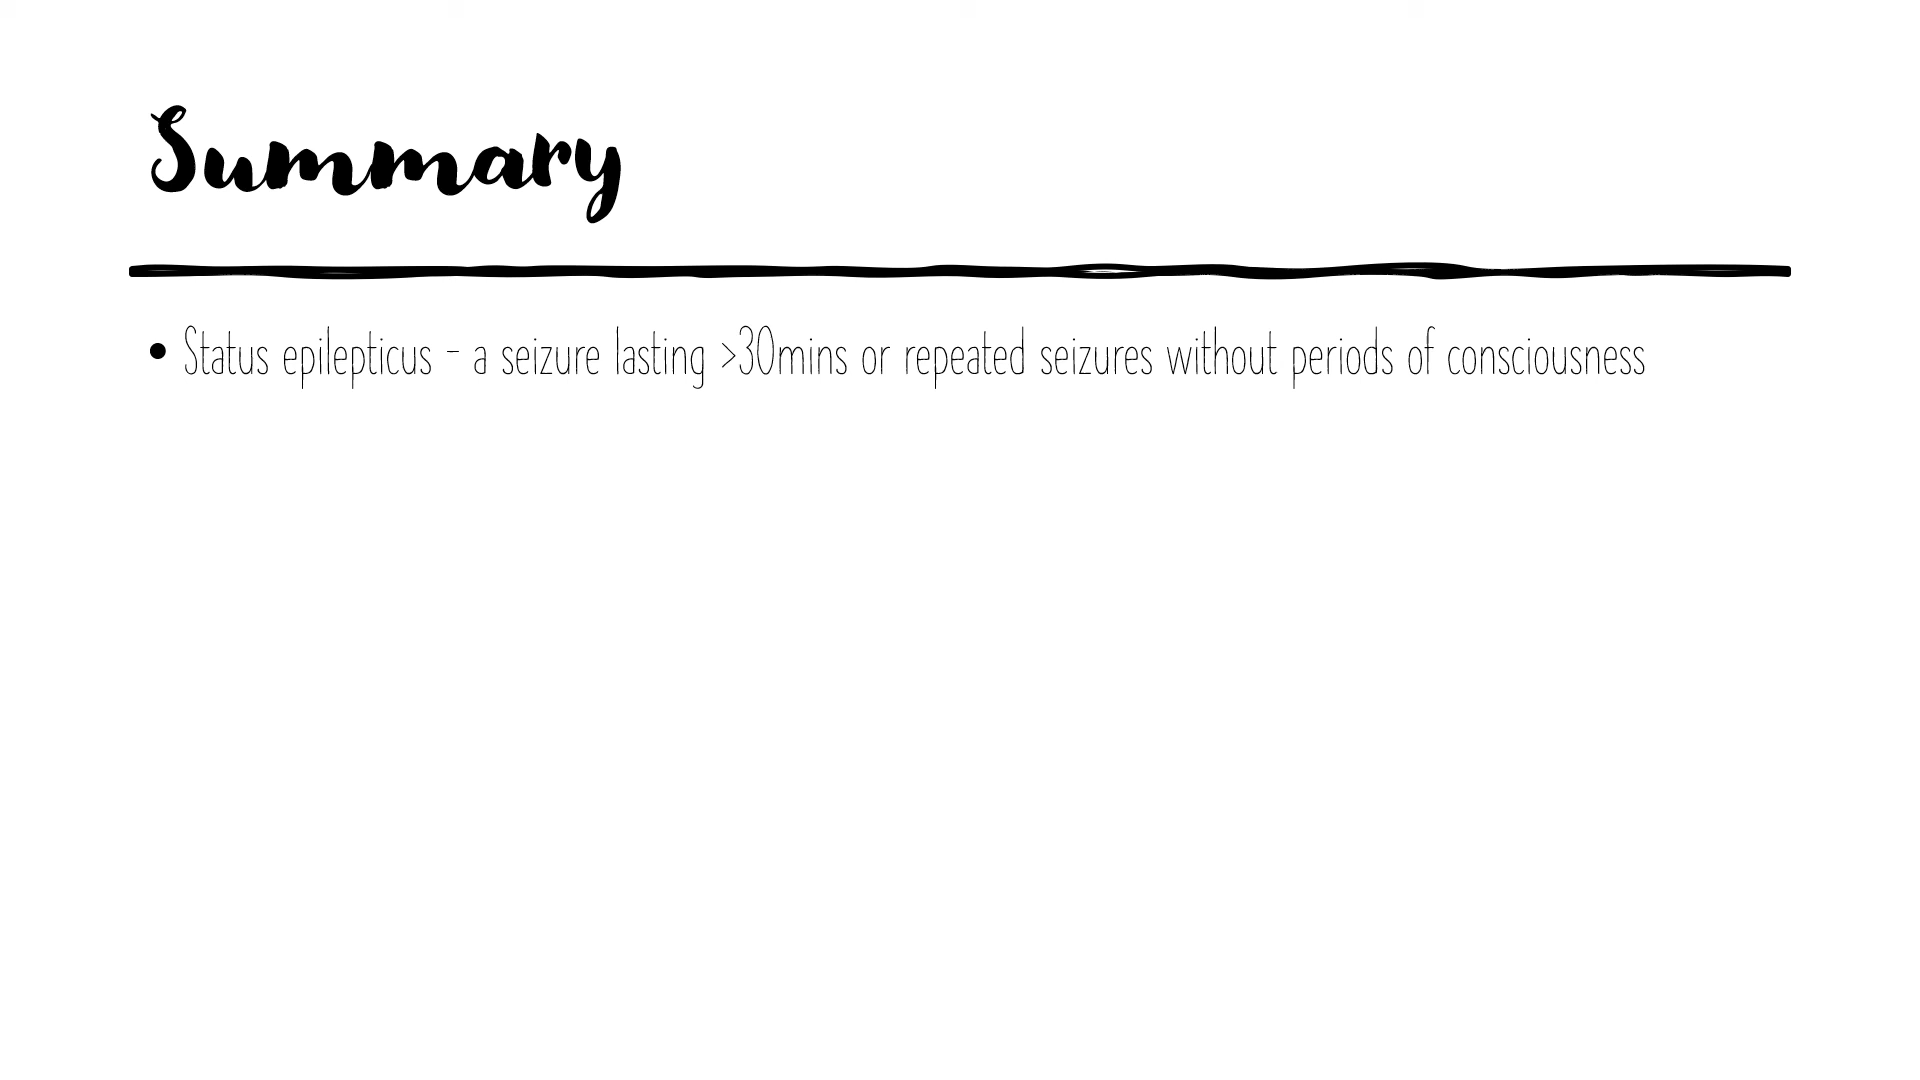 Summary
• Status epilepticus – a seizure lasting >30mins or repeated seizures without periods of consciousness